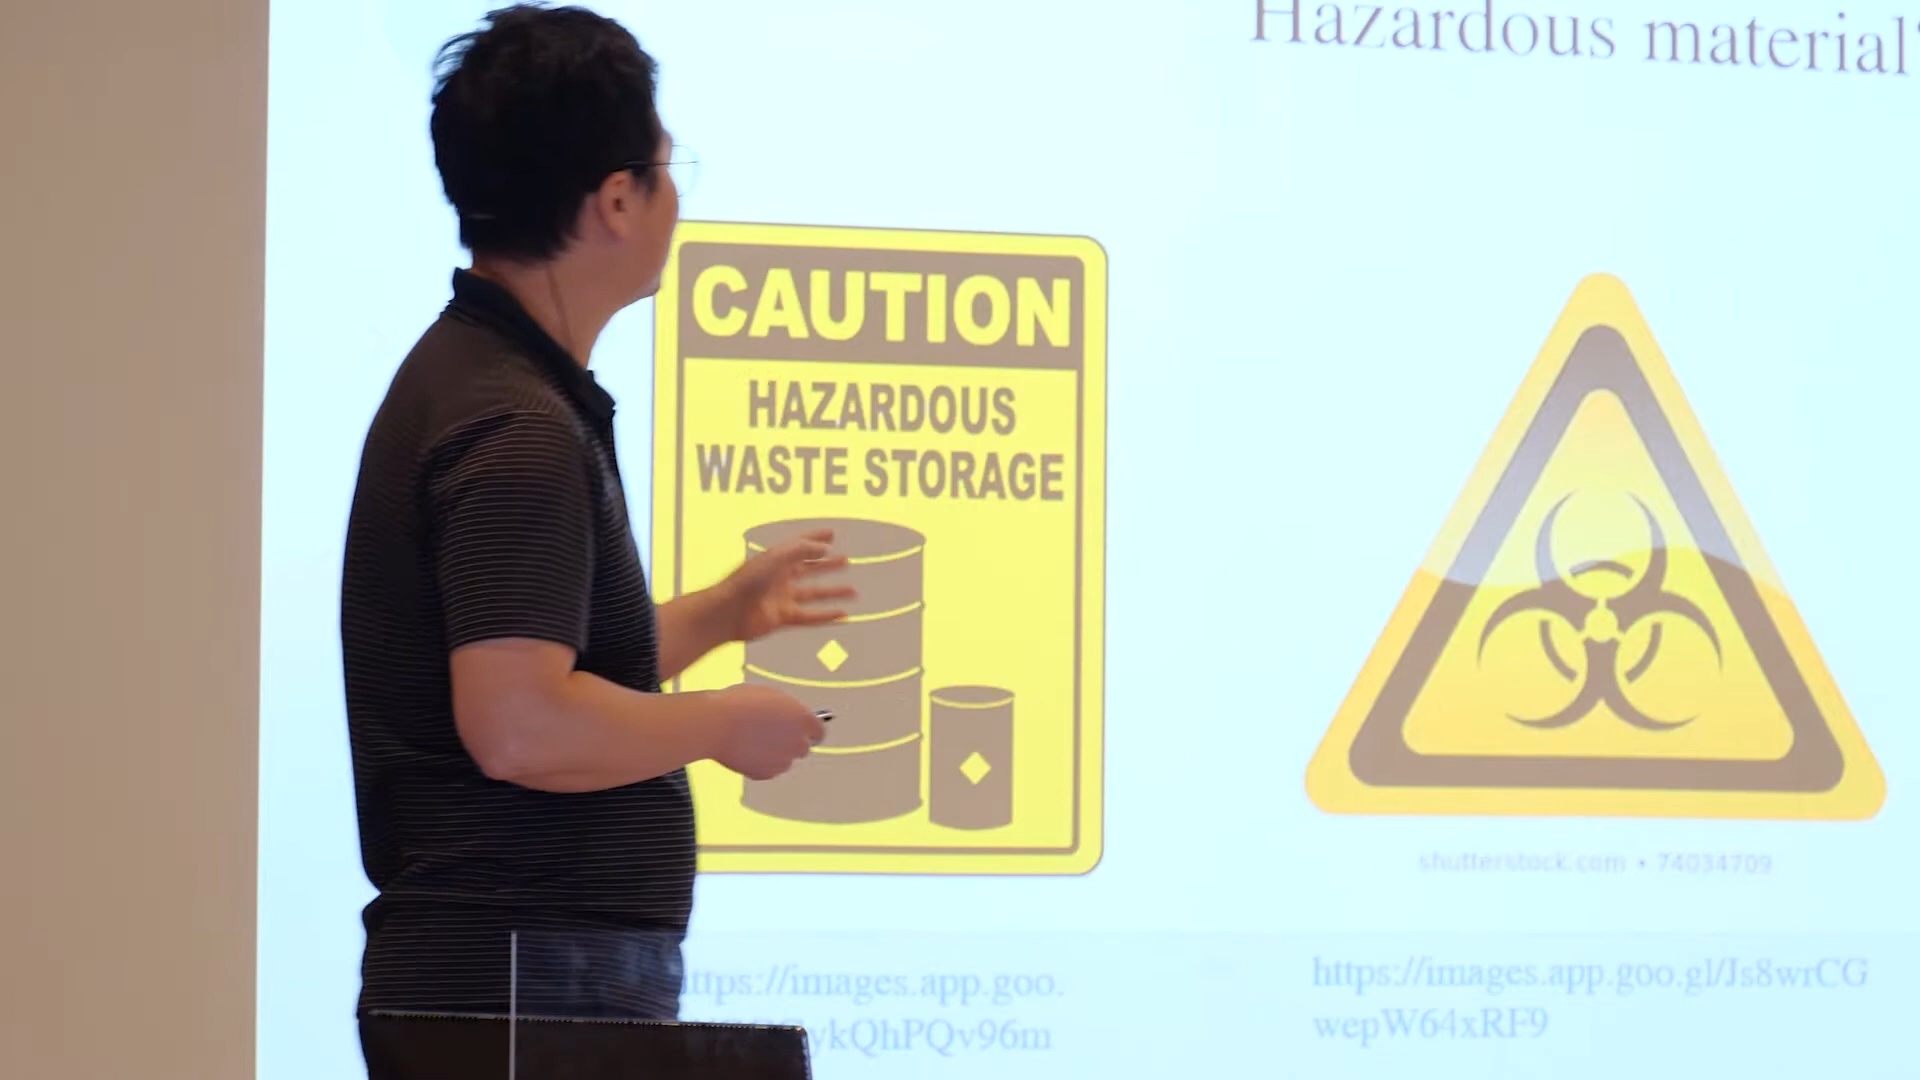 Hazardous material
CAUTION
HAZARDOUS
WASTE STORAGE
shutterstock.com • 74034709
ttps://images.app.goo.
ykQhPQv96m
https://images.app.goo.gl/Js8wrCG
wepW64xRF9